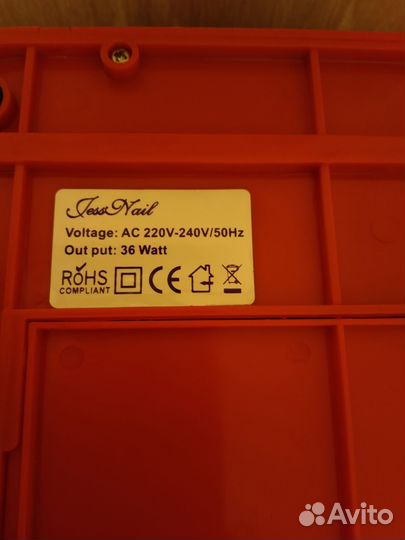 JessNail
Voltage: AC 220V-240V/50Hz
Out put: 36 Watt
RoHS
COMPLIANT
CE
Avito